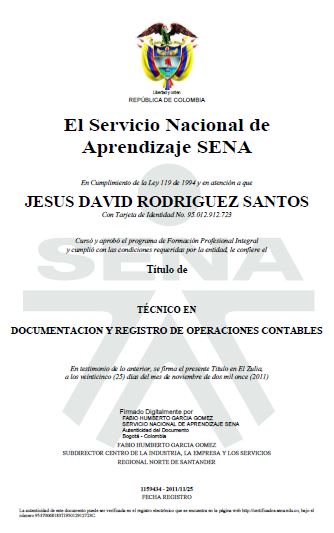 Libertad y orden
REPÚBLICA DE COLOMBIA
El Servicio Nacional de
Aprendizaje SENA
En Cumplimiento de la Ley 119 de 1994 y en atención a que
JESUS DAVID RODRIGUEZ SANTOS
Con Tarjeta de Identidad No. 95.012.912.723
Cursó y aprobó el programa de Formación Profesional Integral
y cumplió con las condiciones requeridas por la entidad, le confiere el
SENA
Título de
TÉCNICO EN
DOCUMENTACION Y REGISTRO DE OPERACIONES CONTABLES
En testimonio de lo anterior, se firma el presente Título en El Zulia,
a los veinticinco (25) días del mes de noviembre de dos mil once (2011)
Firmado Digitalmente por
FABIO HUMBERTO GARCIA GOMEZ
SERVICIO NACIONAL DE APRENDIZAJE SENA
Autenticidad del Documento
Bogotá - Colombia
FABIO HUMBERTO GARCIA GOMEZ
SUBDIRECTOR CENTRO DE LA INDUSTRIA, LA EMPRESA Y LOS SERVICIOS
REGIONAL NORTE DE SANTANDER
1159434 - 2011/11/25
FECHA REGISTRO
La autenticidad de este documento puede ser verificada en el registro electrónico que se encuentra en la página web http://certificados.sena.edu.co, bajo el
número